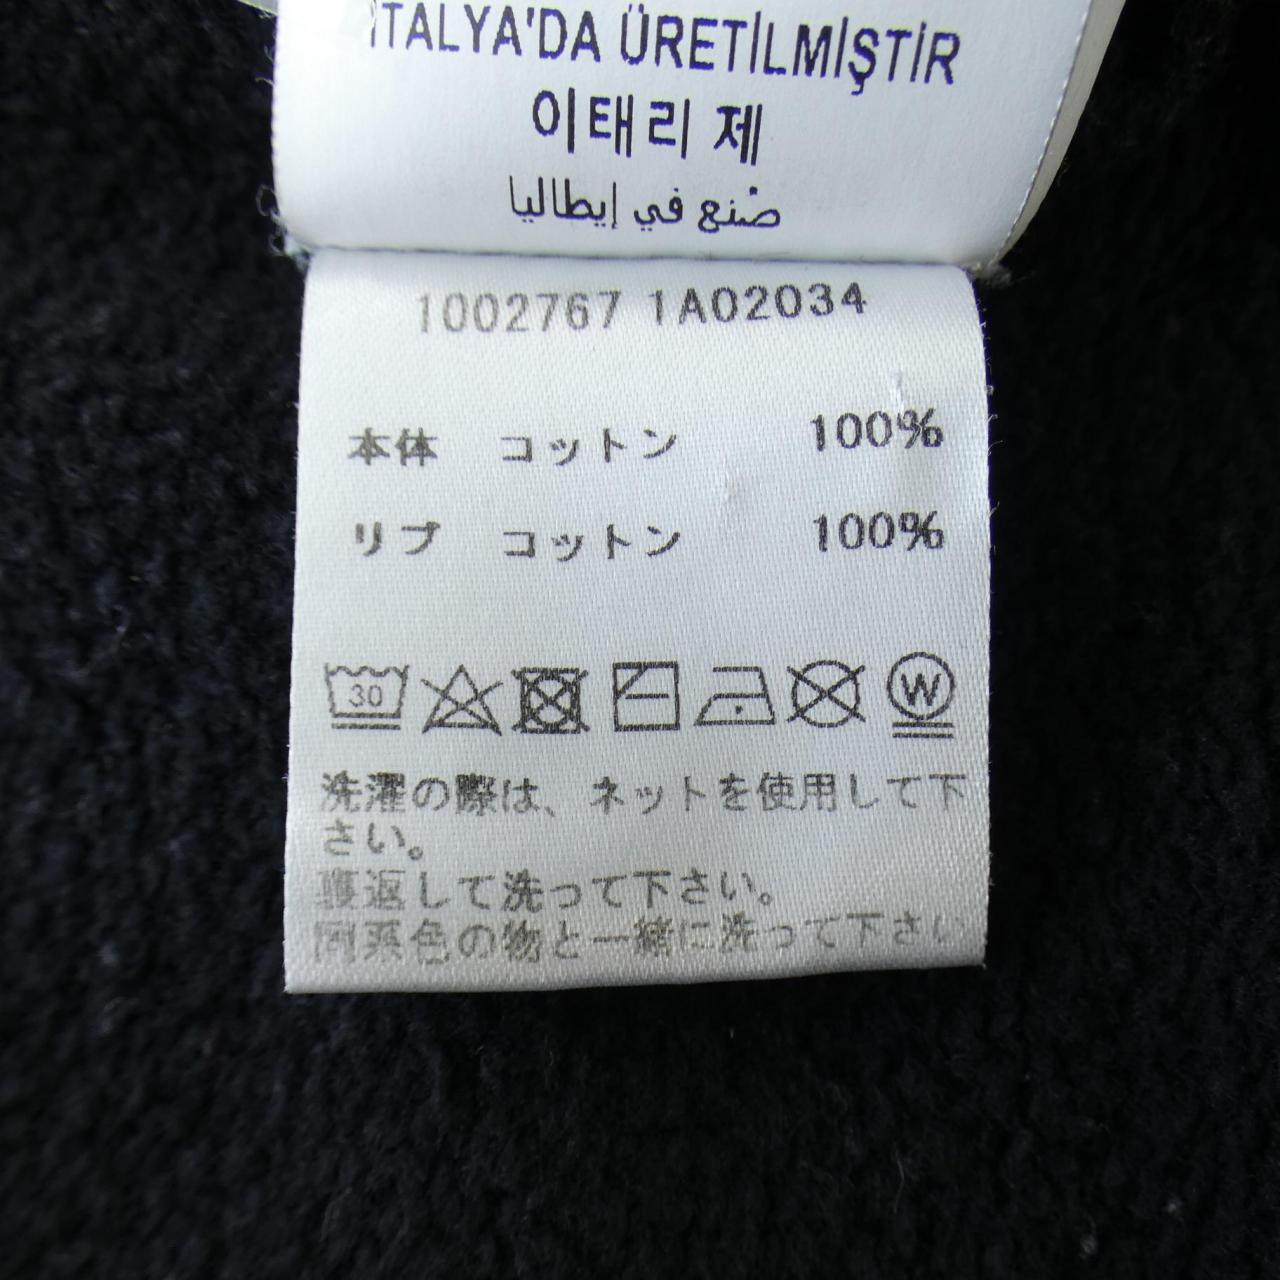 İTALYA'DA ÜRETİLMİŞTİR
이태리 제
صُنع في إيطاليا
1002767 1A02034
本体 コットン 100%
リブ コットン 100%
30 W
洗濯の際は、ネットを使用して下
さい。
裏返して洗って下さい。
同系色の物と一緒に洗って下さい